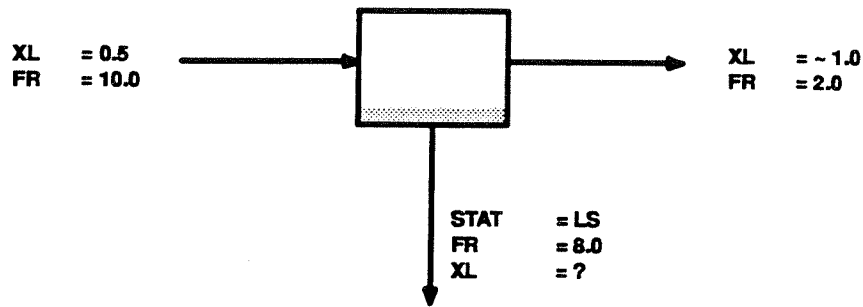 XL = 0.5
FR = 10.0
XL = ~ 1.0
FR = 2.0
STAT = LS
FR = 8.0
XL = ?